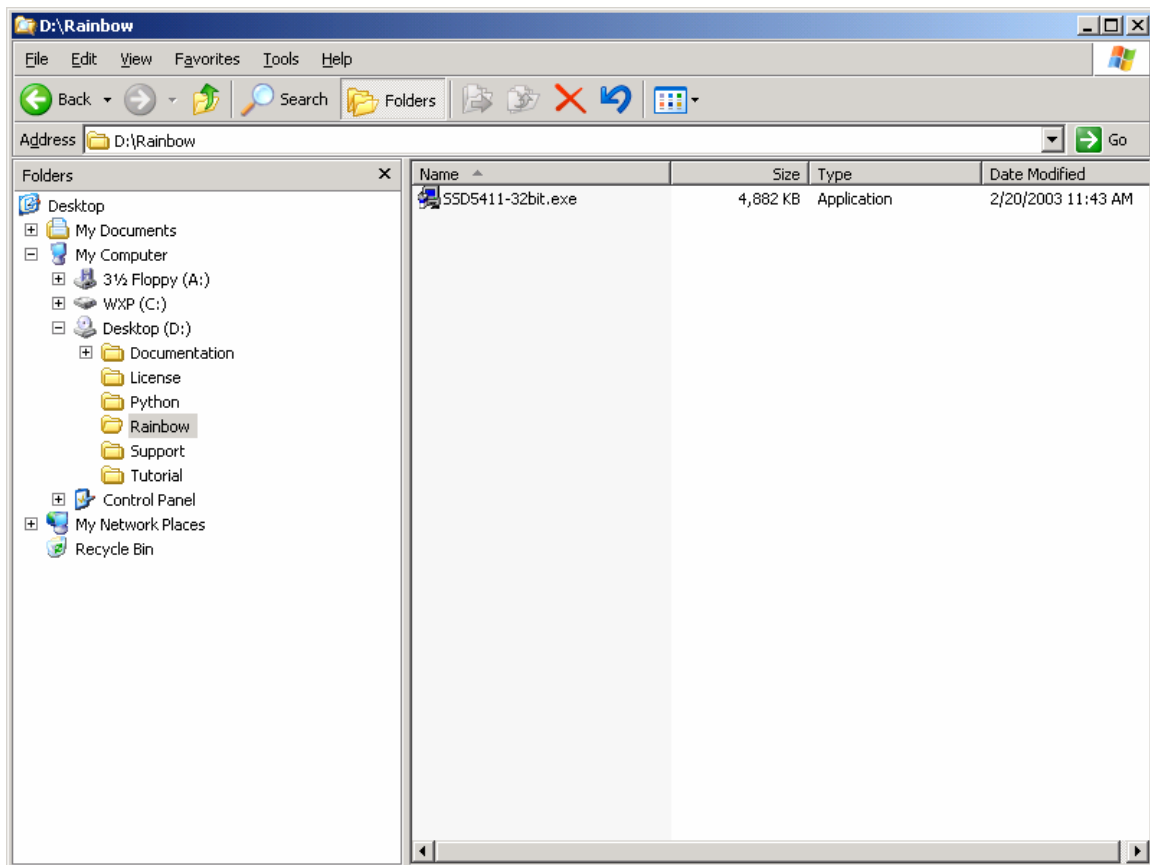 D:\Rainbow
File Edit View Favorites Tools Help
Back Search Folders
Address D:\Rainbow Go
Folders
Desktop
My Documents
My Computer
3½ Floppy (A:)
WXP (C:)
Desktop (D:)
Documentation
License
Python
Rainbow
Support
Tutorial
Control Panel
My Network Places
Recycle Bin
Name Size Type Date Modified
SSD5411-32bit.exe 4,882 KB Application 2/20/2003 11:43 AM